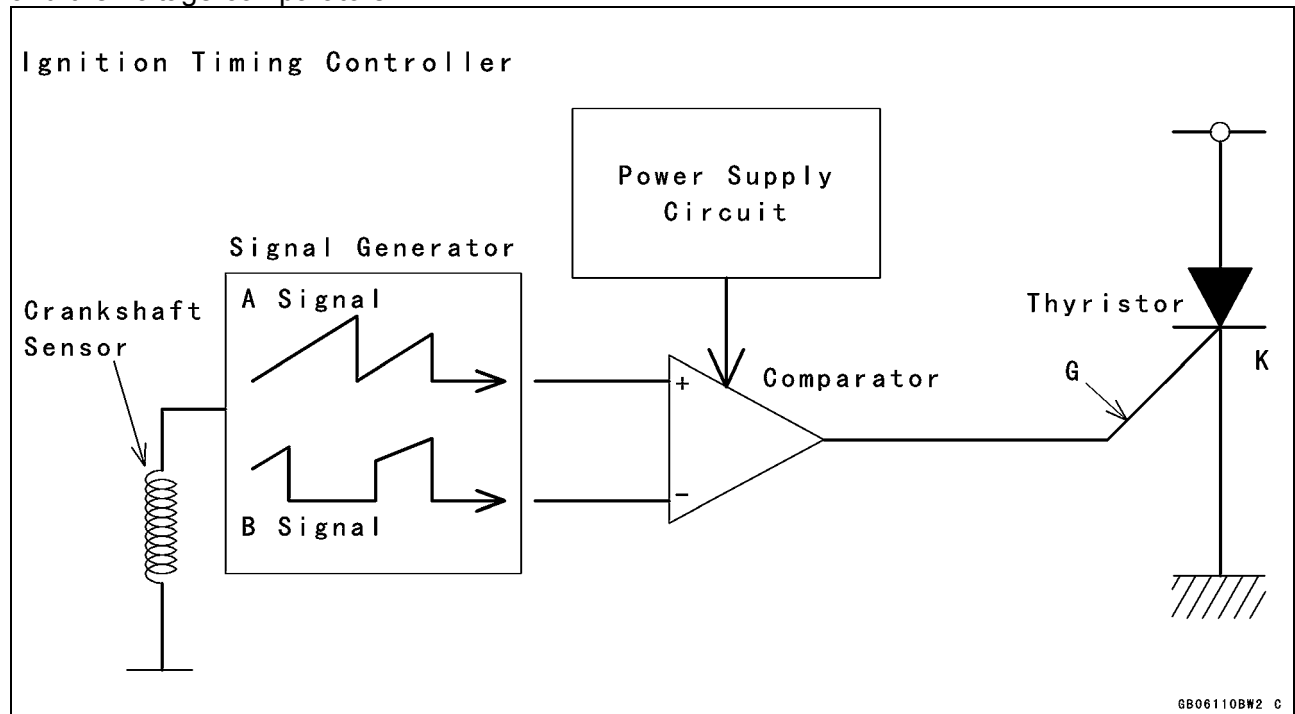 Ignition Timing Controller
Power Supply
Circuit
Signal Generator
A Signal
Crankshaft
Sensor
Thyristor
K
G
+
Comparator
-
B Signal
GB06110BW2 C